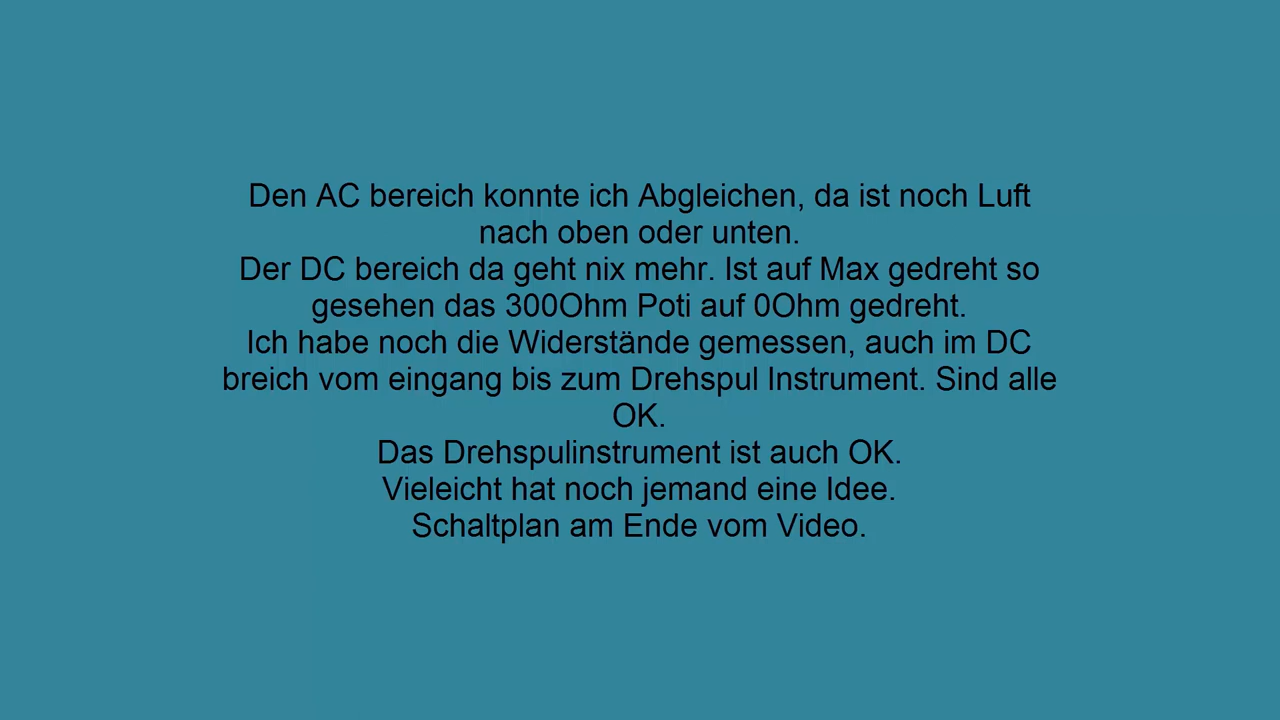 Den AC bereich konnte ich Abgleichen, da ist noch Luft
nach oben oder unten.
Der DC bereich da geht nix mehr. Ist auf Max gedreht so
gesehen das 300Ohm Poti auf 0Ohm gedreht.
Ich habe noch die Widerstände gemessen, auch im DC
breich vom eingang bis zum Drehspul Instrument. Sind alle
OK.
Das Drehspulinstrument ist auch OK.
Vieleicht hat noch jemand eine Idee.
Schaltplan am Ende vom Video.